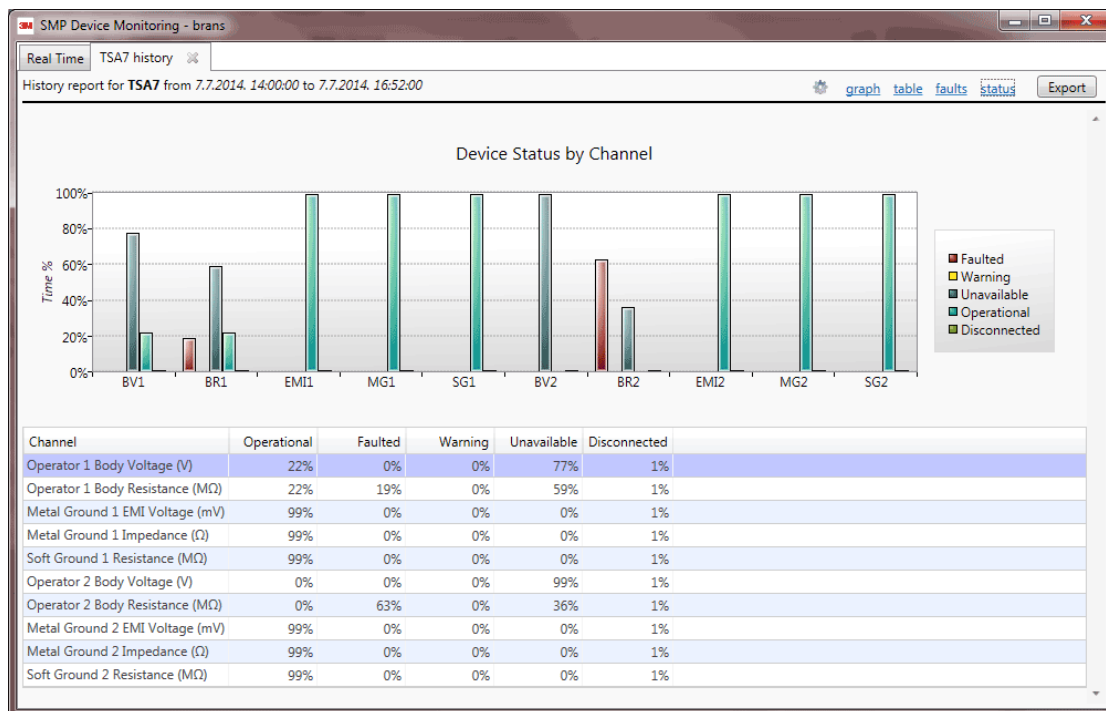 3M SMP Device Monitoring - brans
Real Time TSA7 history
History report for TSA7 from 7.7.2014. 14:00:00 to 7.7.2014. 16:52:00 graph table faults status Export
Device Status by Channel
Time %
100%
80%
60%
40%
20%
0%
BV1 BR1 EMI1 MG1 SG1 BV2 BR2 EMI2 MG2 SG2
Faulted
Warning
Unavailable
Operational
Disconnected
Channel Operational Faulted Warning Unavailable Disconnected
Operator 1 Body Voltage (V) 22% 0% 0% 77% 1%
Operator 1 Body Resistance (MΩ) 22% 19% 0% 59% 1%
Metal Ground 1 EMI Voltage (mV) 99% 0% 0% 0% 1%
Metal Ground 1 Impedance (Ω) 99% 0% 0% 0% 1%
Soft Ground 1 Resistance (MΩ) 99% 0% 0% 0% 1%
Operator 2 Body Voltage (V) 0% 0% 0% 99% 1%
Operator 2 Body Resistance (MΩ) 0% 63% 0% 36% 1%
Metal Ground 2 EMI Voltage (mV) 99% 0% 0% 0% 1%
Metal Ground 2 Impedance (Ω) 99% 0% 0% 0% 1%
Soft Ground 2 Resistance (MΩ) 99% 0% 0% 0% 1%